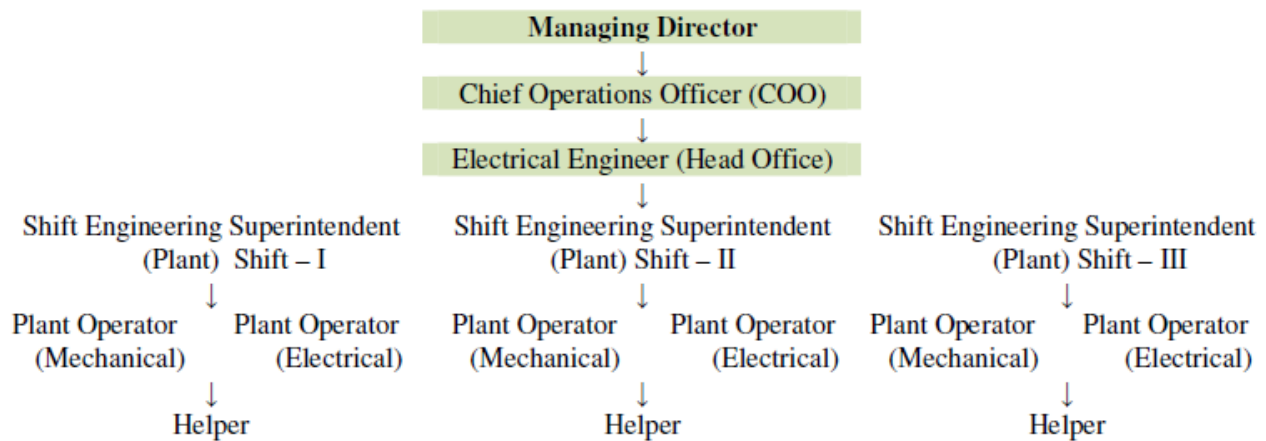 Managing Director
↓
Chief Operations Officer (COO)
↓
Electrical Engineer (Head Office)
↓
Shift Engineering Superintendent Shift Engineering Superintendent Shift Engineering Superintendent
(Plant) Shift – I (Plant) Shift – II (Plant) Shift – III
↓ ↓ ↓
Plant Operator Plant Operator Plant Operator Plant Operator Plant Operator Plant Operator
(Mechanical) (Electrical) (Mechanical) (Electrical) (Mechanical) (Electrical)
↓ ↓ ↓
Helper Helper Helper